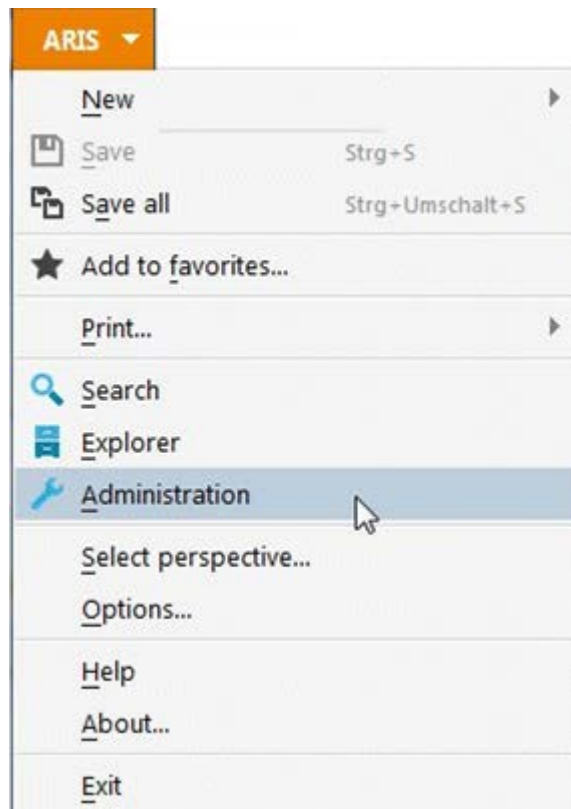 ARIS
New
Save Strg+S
Save all Strg+Umschalt+S
Add to favorites...
Print...
Search
Explorer
Administration
Select perspective...
Options...
Help
About...
Exit